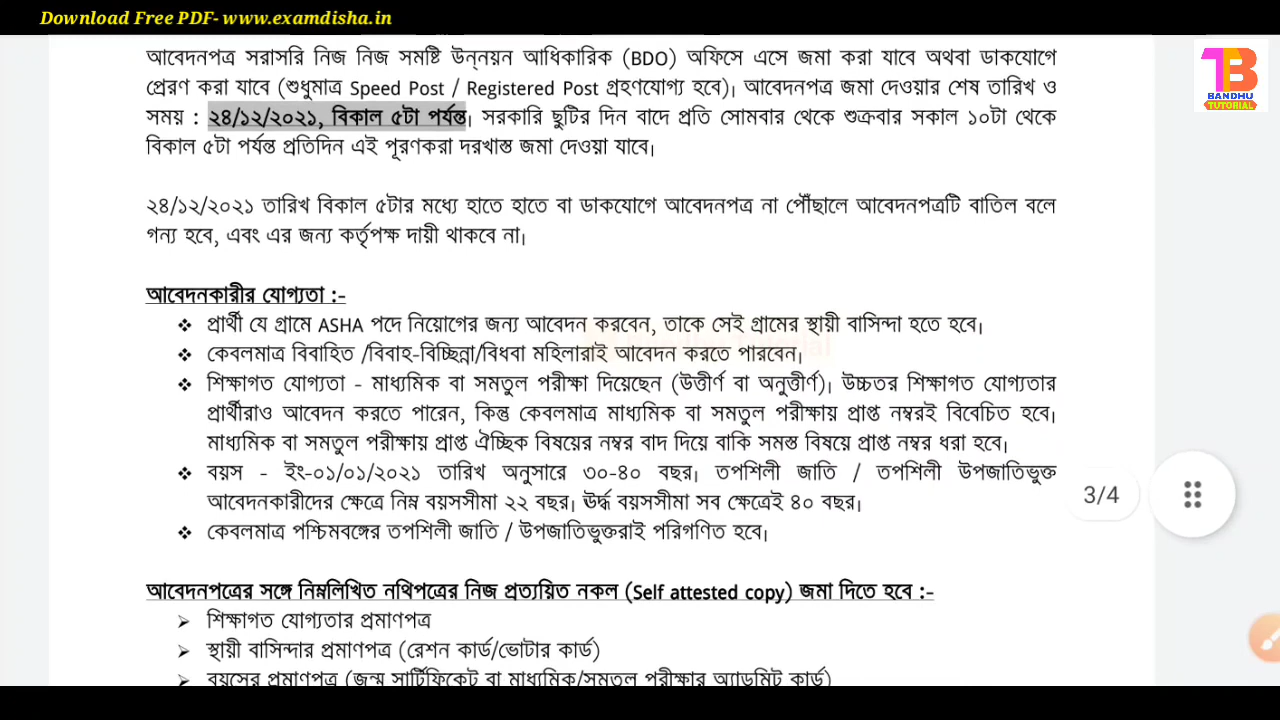 Download Free PDF- www.examdisha.in
আবেদনপত্র সরাসরি নিজ নিজ সমষ্টি উন্নয়ন আধিকারিক (BDO) অফিসে এসে জমা করা যাবে অথবা ডাকযোগে
প্রেরণ করা যাবে (শুধুমাত্র Speed Post / Registered Post গ্রহণযোগ্য হবে)। আবেদনপত্র জমা দেওয়ার শেষ তারিখ ও
সময় : ২৪/১২/২০২১, বিকাল ৫টা পর্যন্ত। সরকারি ছুটির দিন বাদে প্রতি সোমবার থেকে শুক্রবার সকাল ১০টা থেকে
বিকাল ৫টা পর্যন্ত প্রতিদিন এই পূরণকরা দরখাস্ত জমা দেওয়া যাবে।
২৪/১২/২০২১ তারিখ বিকাল ৫টার মধ্যে হাতে হাতে বা ডাকযোগে আবেদনপত্র না পৌঁছালে আবেদনপত্রটি বাতিল বলে
গন্য হবে, এবং এর জন্য কর্তৃপক্ষ দায়ী থাকবে না।
আবেদনকারীর যোগ্যতা :-
❖ প্রার্থী যে গ্রামে ASHA পদে নিয়োগের জন্য আবেদন করবেন, তাকে সেই গ্রামের স্থায়ী বাসিন্দা হতে হবে।
❖ কেবলমাত্র বিবাহিত /বিবাহ-বিচ্ছিন্না/বিধবা মহিলারাই আবেদন করতে পারবেন।
❖ শিক্ষাগত যোগ্যতা - মাধ্যমিক বা সমতুল পরীক্ষা দিয়েছেন (উত্তীর্ণ বা অনুত্তীর্ণ)। উচ্চতর শিক্ষাগত যোগ্যতার
প্রার্থীরাও আবেদন করতে পারেন, কিন্তু কেবলমাত্র মাধ্যমিক বা সমতুল পরীক্ষায় প্রাপ্ত নম্বরই বিবেচিত হবে।
মাধ্যমিক বা সমতুল পরীক্ষায় প্রাপ্ত ঐচ্ছিক বিষয়ের নম্বর বাদ দিয়ে বাকি সমস্ত বিষয়ে প্রাপ্ত নম্বর ধরা হবে।
❖ বয়স - ইং-০১/০১/২০২১ তারিখ অনুসারে ৩০-৪০ বছর। তপশিলী জাতি / তপশিলী উপজাতিভুক্ত
আবেদনকারীদের ক্ষেত্রে নিম্ন বয়সসীমা ২২ বছর। ঊর্দ্ধ বয়সসীমা সব ক্ষেত্রেই ৪০ বছর।
❖ কেবলমাত্র পশ্চিমবঙ্গের তপশিলী জাতি / উপজাতিভুক্তরাই পরিগণিত হবে।
আবেদনপত্রের সঙ্গে নিম্নলিখিত নথিপত্রের নিজ প্রত্যয়িত নকল (Self attested copy) জমা দিতে হবে :-
➢ শিক্ষাগত যোগ্যতার প্রমাণপত্র
➢ স্থায়ী বাসিন্দার প্রমাণপত্র (রেশন কার্ড/ভোটার কার্ড)
➢ বয়সের প্রমাণপত্র (জন্ম সার্টিফিকেট বা মাধ্যমিক/সমতুল পরীক্ষার অ্যাডমিট কার্ড)
3/4
BANDHU
TUTORIAL